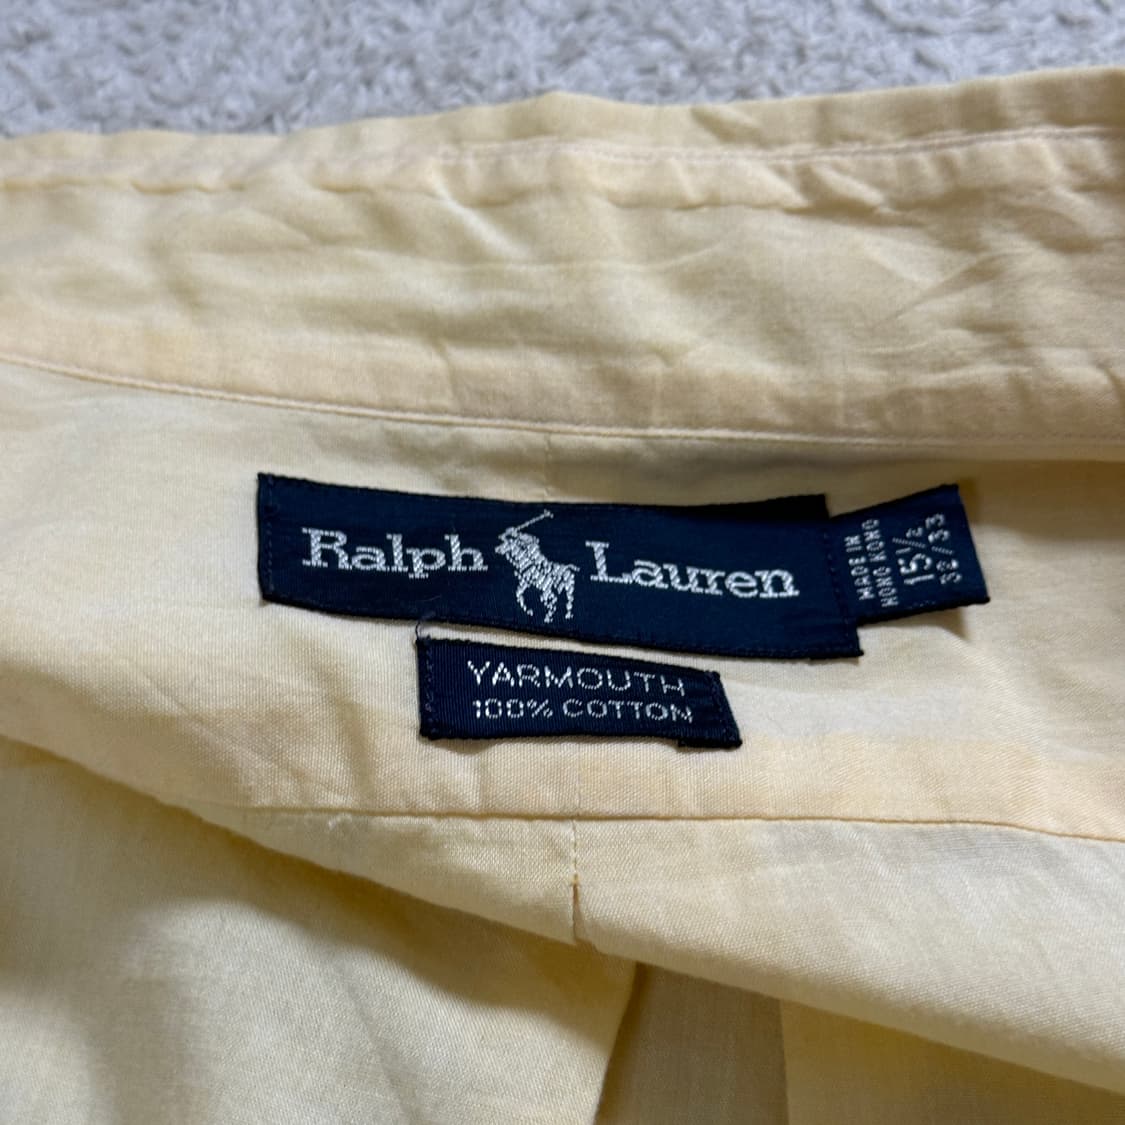 Ralph Lauren
MADE IN
HONG KONG
15 1/2
32/33
YARMOUTH
100% COTTON